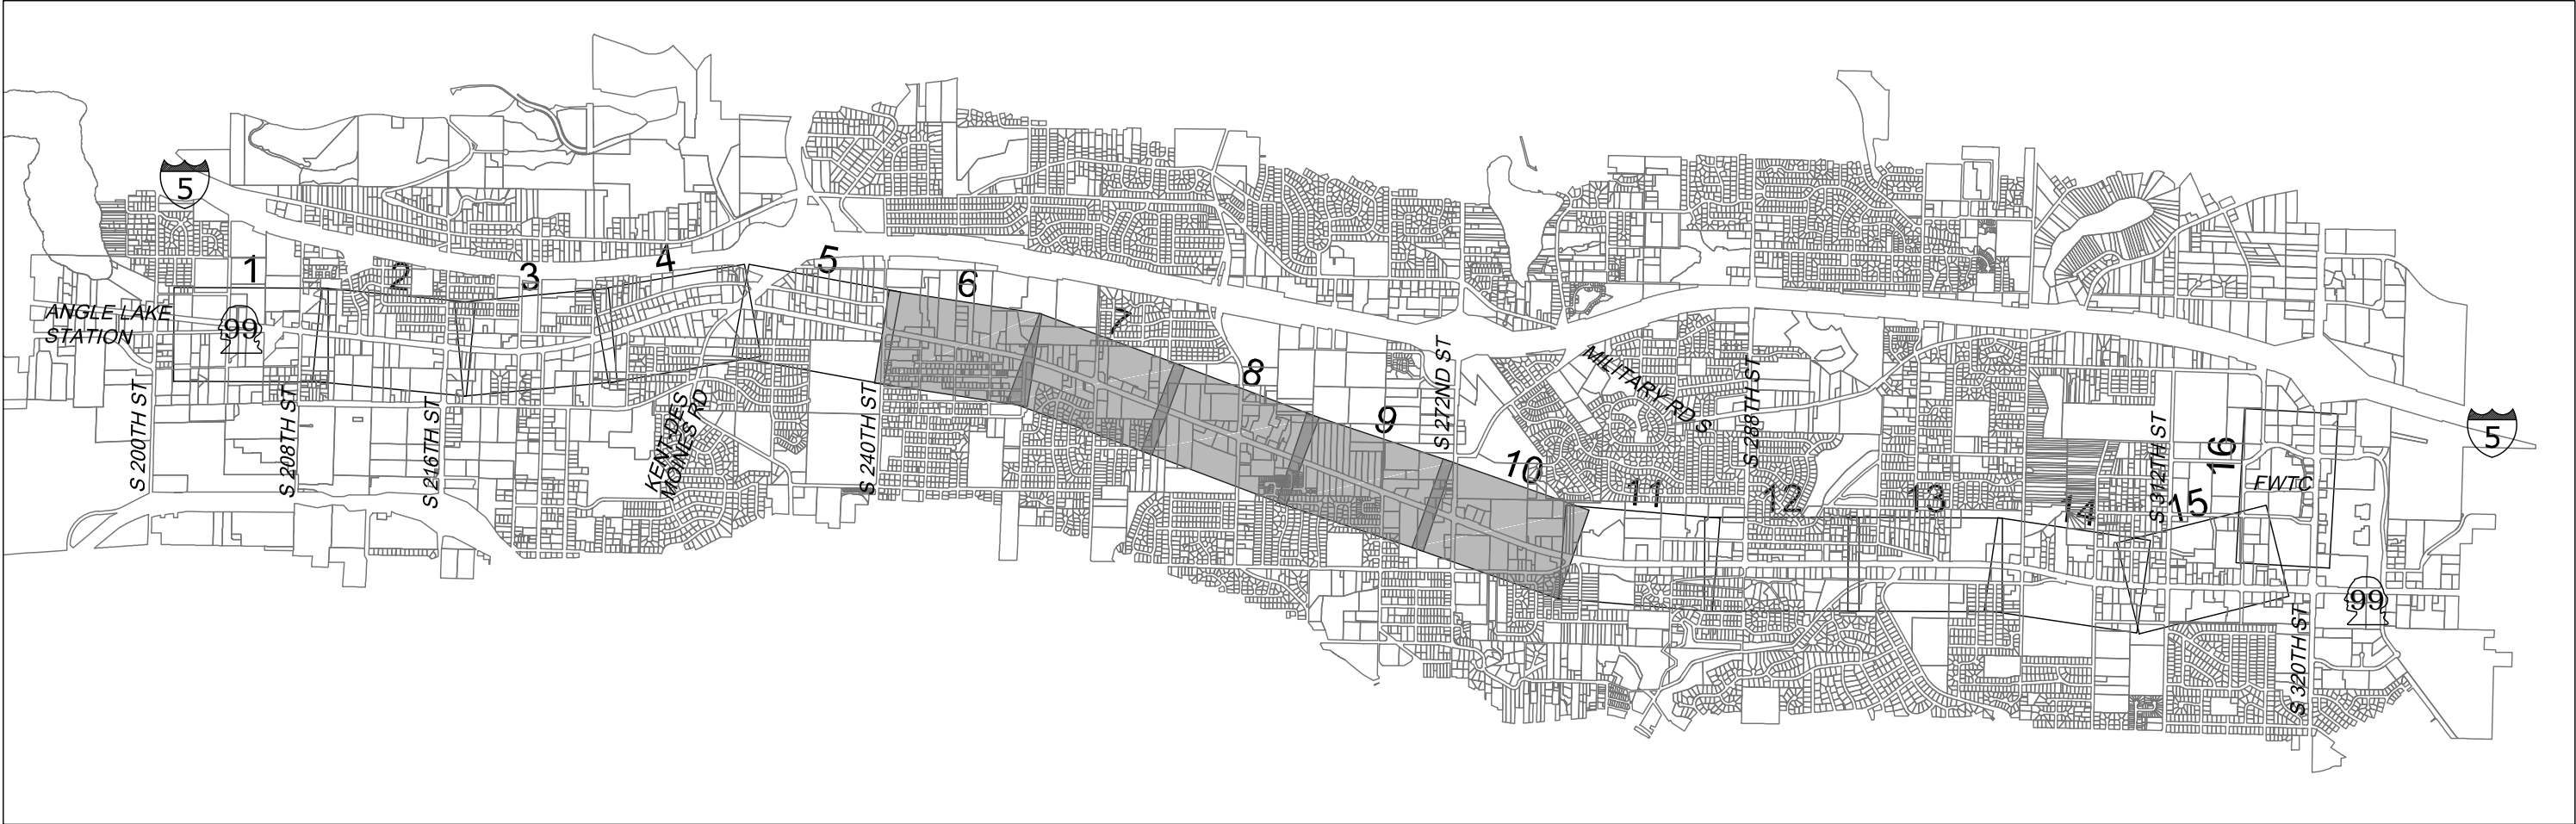 5
1
2
3
4
5
6
7
8
9
10
11
12
13
14
15
16
ANGLE LAKE
STATION
99
S 200TH ST
S 208TH ST
S 216TH ST
KENT-DES
MOINES RD
S 240TH ST
S 272ND ST
MILITARY RD S
S 288TH ST
S 312TH ST
FWTC
5
99
S 320TH ST